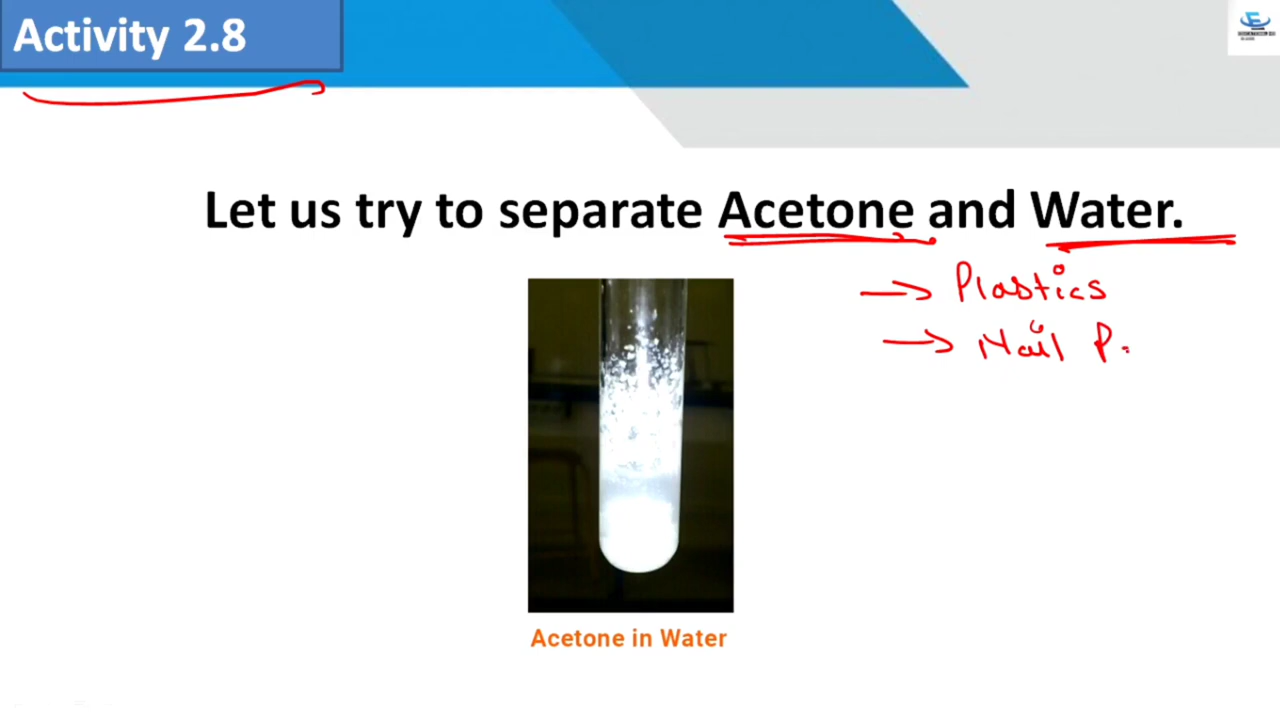 Activity 2.8
Let us try to separate Acetone and Water.
→ Plastics
→ Nail P.
Acetone in Water